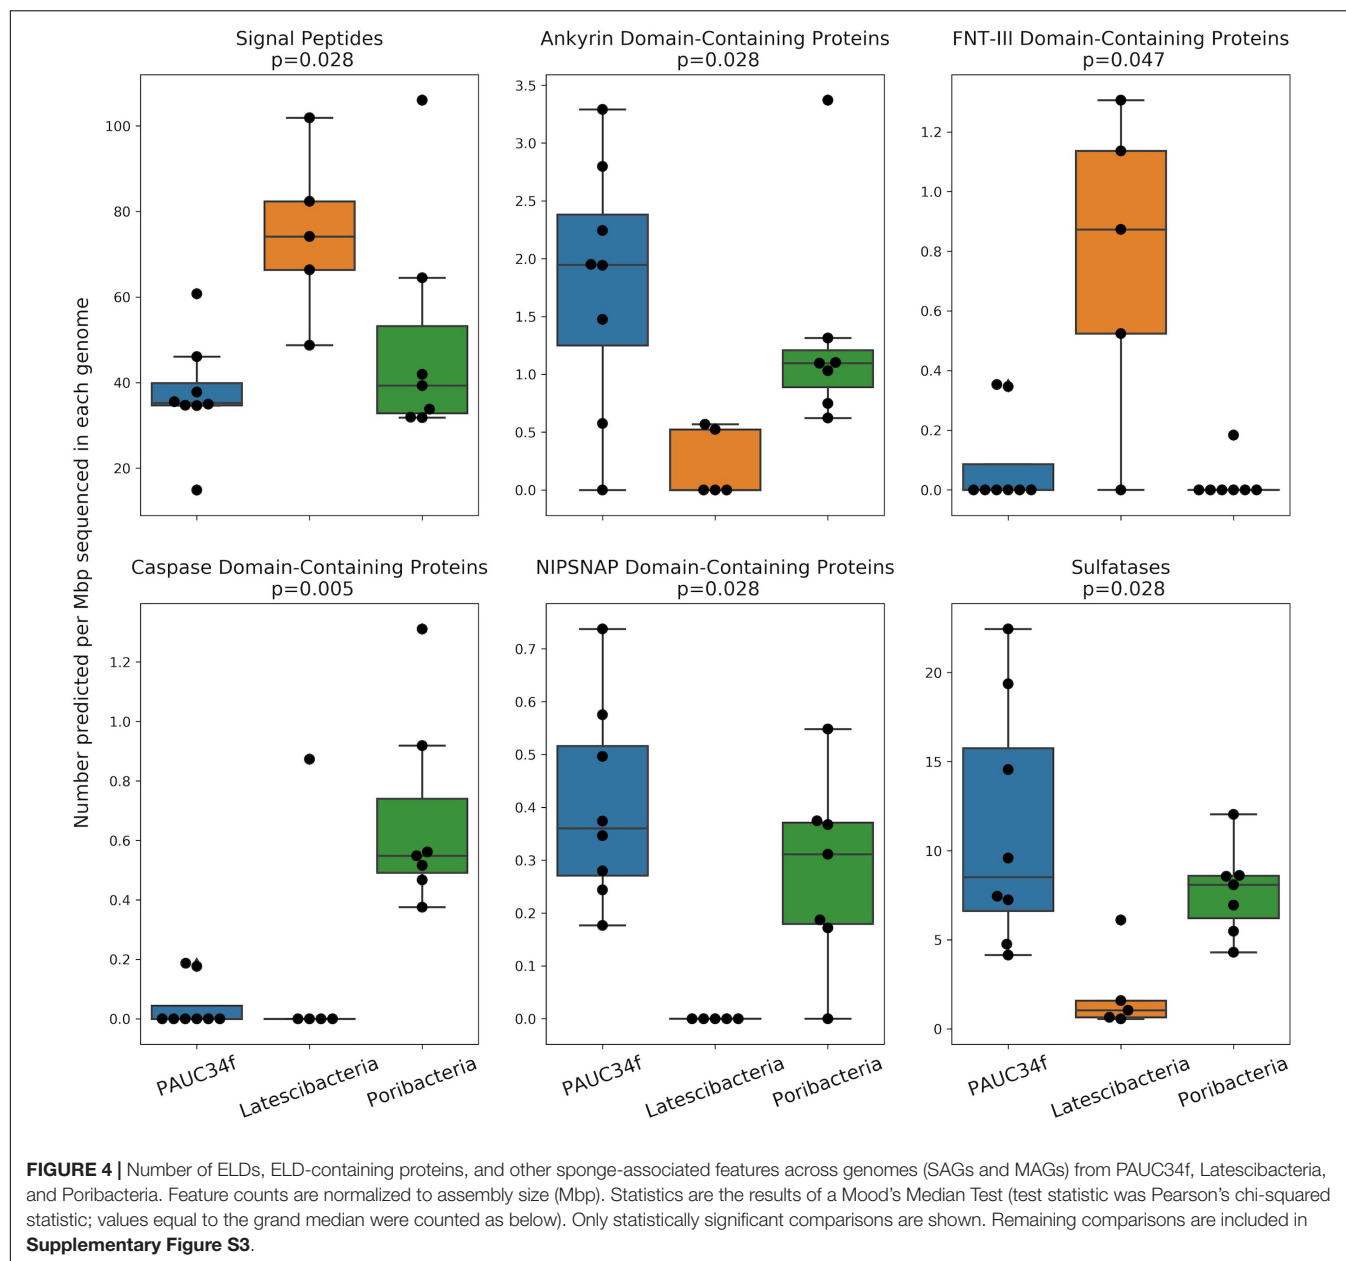 Signal Peptides
p=0.028
Ankyrin Domain-Containing Proteins
p=0.028
FNT-III Domain-Containing Proteins
p=0.047
Number predicted per Mbp sequenced in each genome
100
80
60
40
20
3.5
3.0
2.5
2.0
1.5
1.0
0.5
0.0
1.2
1.0
0.8
0.6
0.4
0.2
0.0
Caspase Domain-Containing Proteins
p=0.005
NIPSNAP Domain-Containing Proteins
p=0.028
Sulfatases
p=0.028
1.2
1.0
0.8
0.6
0.4
0.2
0.0
0.7
0.6
0.5
0.4
0.3
0.2
0.1
0.0
20
15
10
5
0
PAUC34f
Latescibacteria
Poribacteria
PAUC34f
Latescibacteria
Poribacteria
PAUC34f
Latescibacteria
Poribacteria
FIGURE 4 | Number of ELDs, ELD-containing proteins, and other sponge-associated features across genomes (SAGs and MAGs) from PAUC34f, Latescibacteria,
and Poribacteria. Feature counts are normalized to assembly size (Mbp). Statistics are the results of a Mood's Median Test (test statistic was Pearson's chi-squared
statistic; values equal to the grand median were counted as below). Only statistically significant comparisons are shown. Remaining comparisons are included in
Supplementary Figure S3.